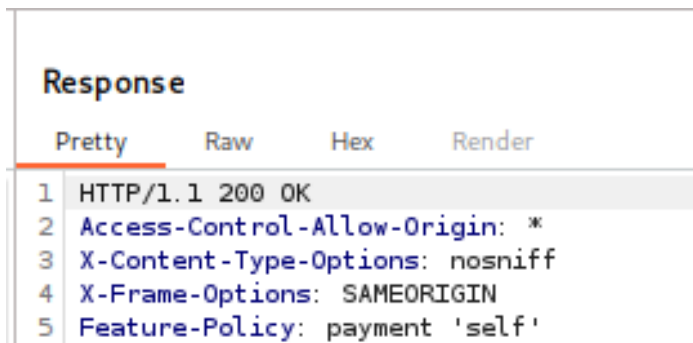 Response
Pretty Raw Hex Render
1 HTTP/1.1 200 OK
2 Access-Control-Allow-Origin: *
3 X-Content-Type-Options: nosniff
4 X-Frame-Options: SAMEORIGIN
5 Feature-Policy: payment 'self'